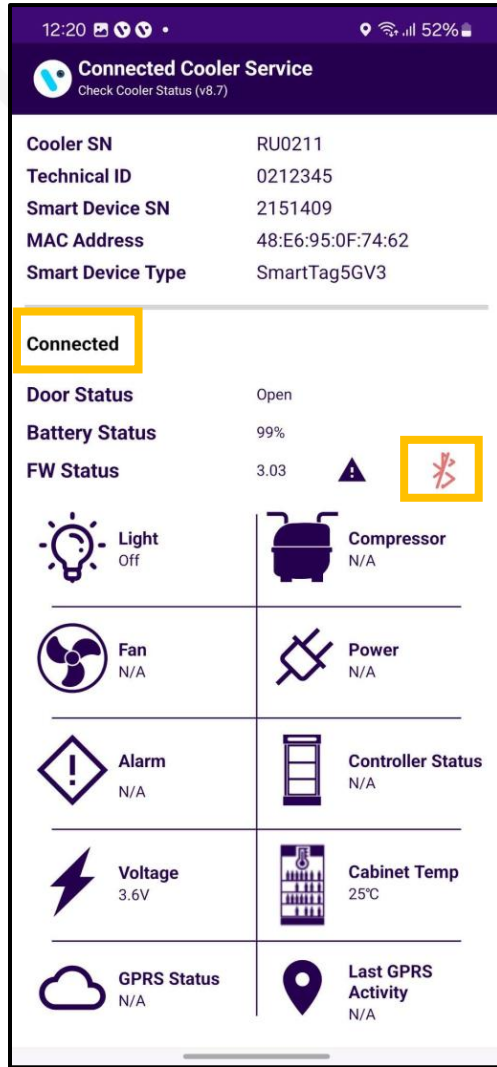 12:20 52%
Connected Cooler Service
Check Cooler Status (v8.7)
Cooler SN RU0211
Technical ID 0212345
Smart Device SN 2151409
MAC Address 48:E6:95:0F:74:62
Smart Device Type SmartTag5GV3
Connected
Door Status Open
Battery Status 99%
FW Status 3.03
Light Compressor
Off N/A
Fan Power
N/A N/A
Alarm Controller Status
N/A N/A
Voltage Cabinet Temp
3.6V 25℃
GPRS Status Last GPRS
N/A Activity
N/A